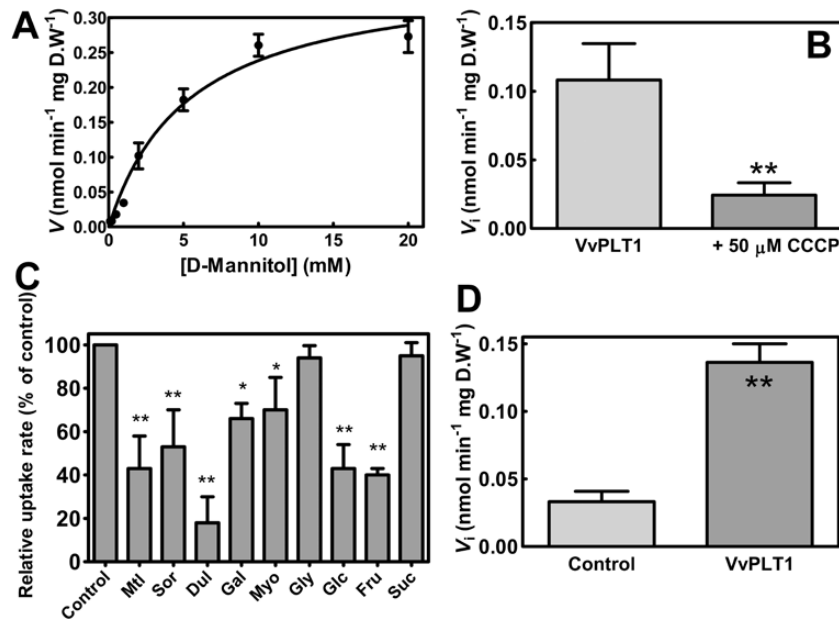 A
V (nmol min⁻¹ mg D.W⁻¹)
0.30
0.25
0.20
0.15
0.10
0.05
0.00
0
5
10
15
20
[D-Mannitol] (mM)
B
Vᵢ (nmol min⁻¹ mg D.W⁻¹)
0.15
0.10
0.05
0.00
**
VvPLT1
+ 50 μM CCCP
C
Relative uptake rate (% of control)
100
80
60
40
20
0
** ** ** * * ** **
Control Mtl Sor Dul Gal Myo Gly Glc Fru Suc
D
Vᵢ (nmol min⁻¹ mg D.W⁻¹)
0.15
0.10
0.05
0.00
**
Control
VvPLT1